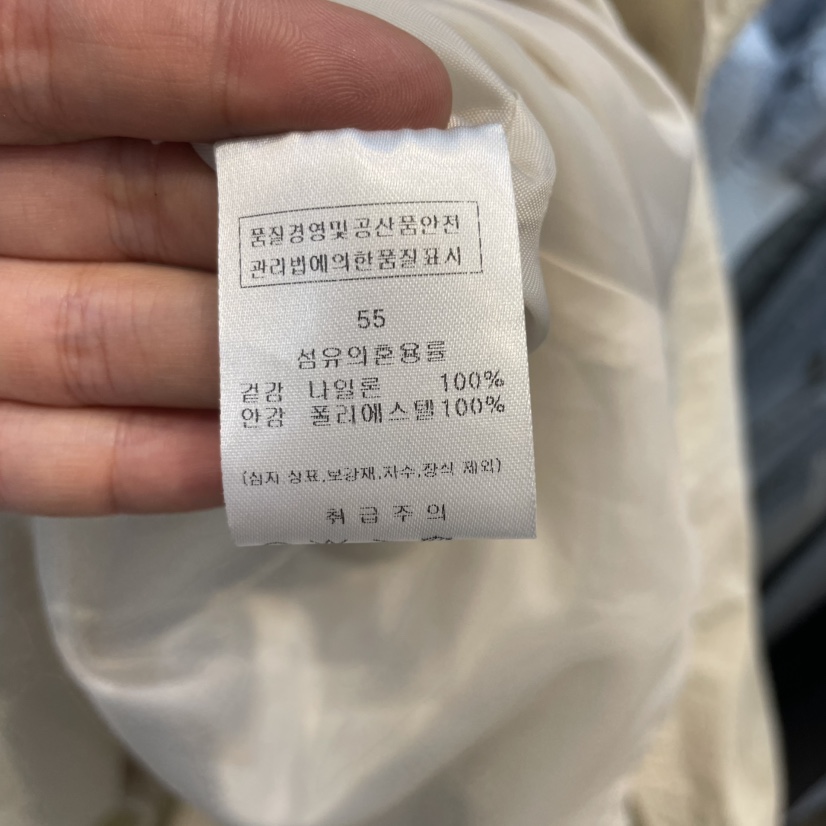 품질경영및공산품안전
관리법에의한품질표시
55
섬유의혼용률
겉감 나일론 100%
안감 폴리에스텔100%
(심지.상표,보강재,자수,장식 제외)
취급주의